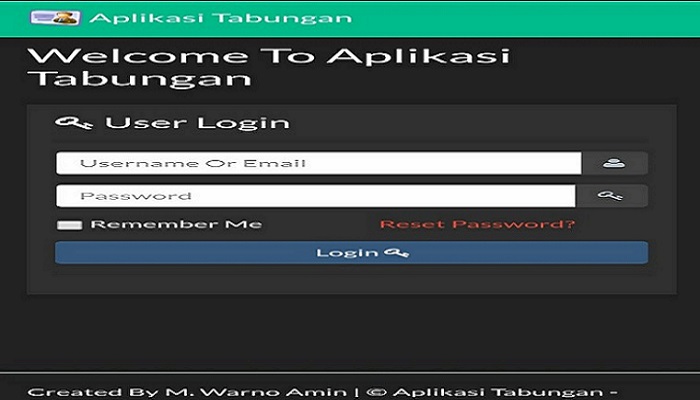 Aplikasi Tabungan
Welcome To Aplikasi
Tabungan
User Login
Username Or Email
Password
Remember Me
Reset Password?
Login
Created By M. Warno Amin | © Aplikasi Tabungan -